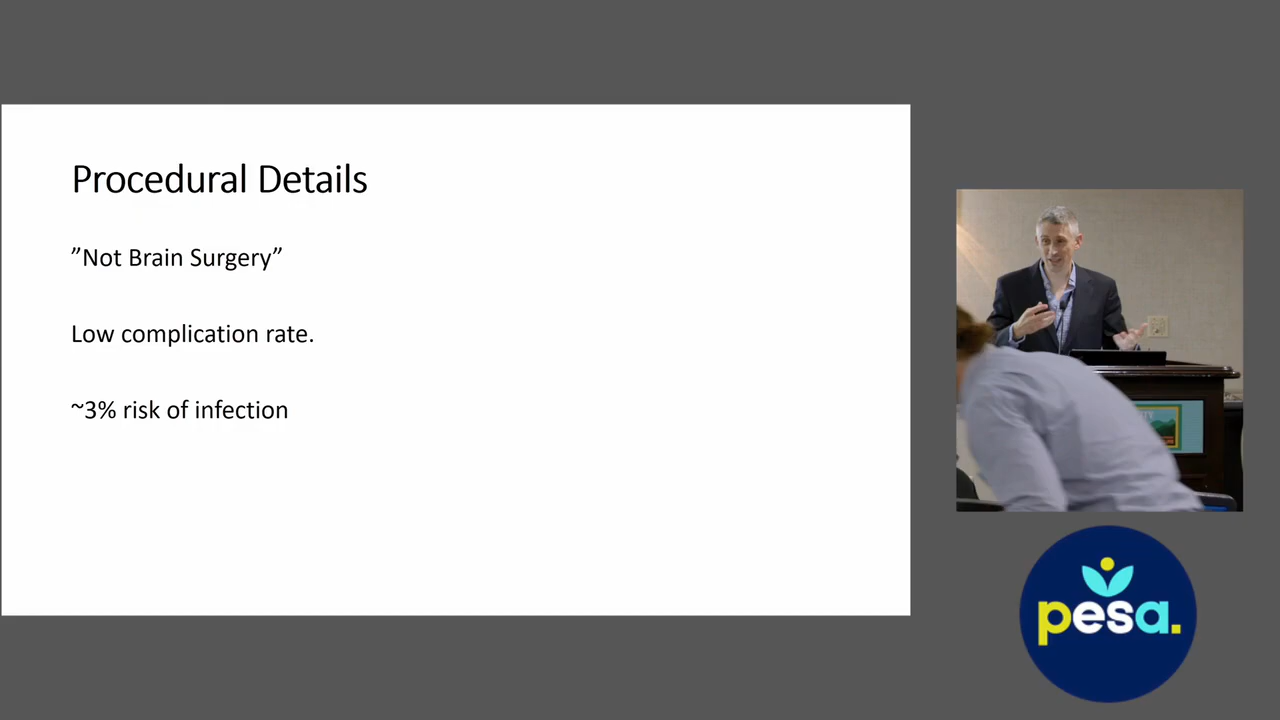 Procedural Details
”Not Brain Surgery”
Low complication rate.
~3% risk of infection
pesa.